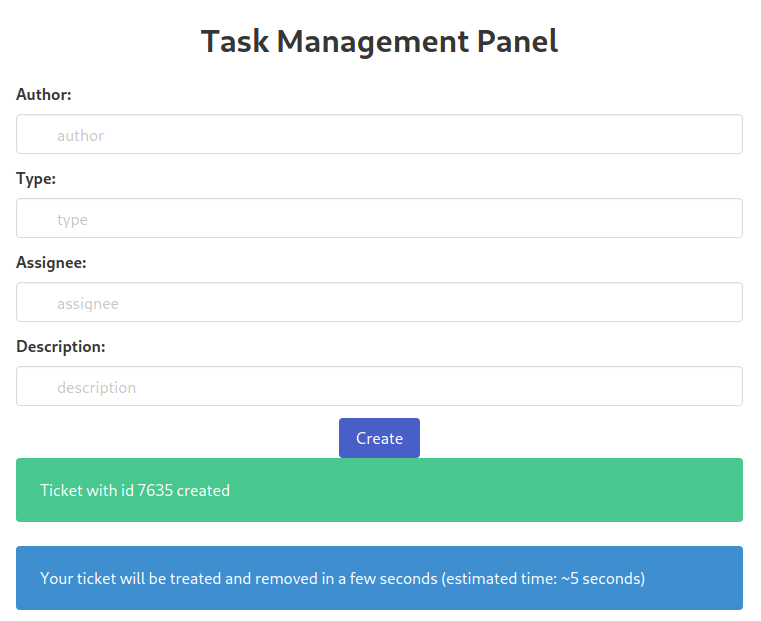 Task Management Panel
Author:
author
Type:
type
Assignee:
assignee
Description:
description
Create
Ticket with id 7635 created
Your ticket will be treated and removed in a few seconds (estimated time: ~5 seconds)